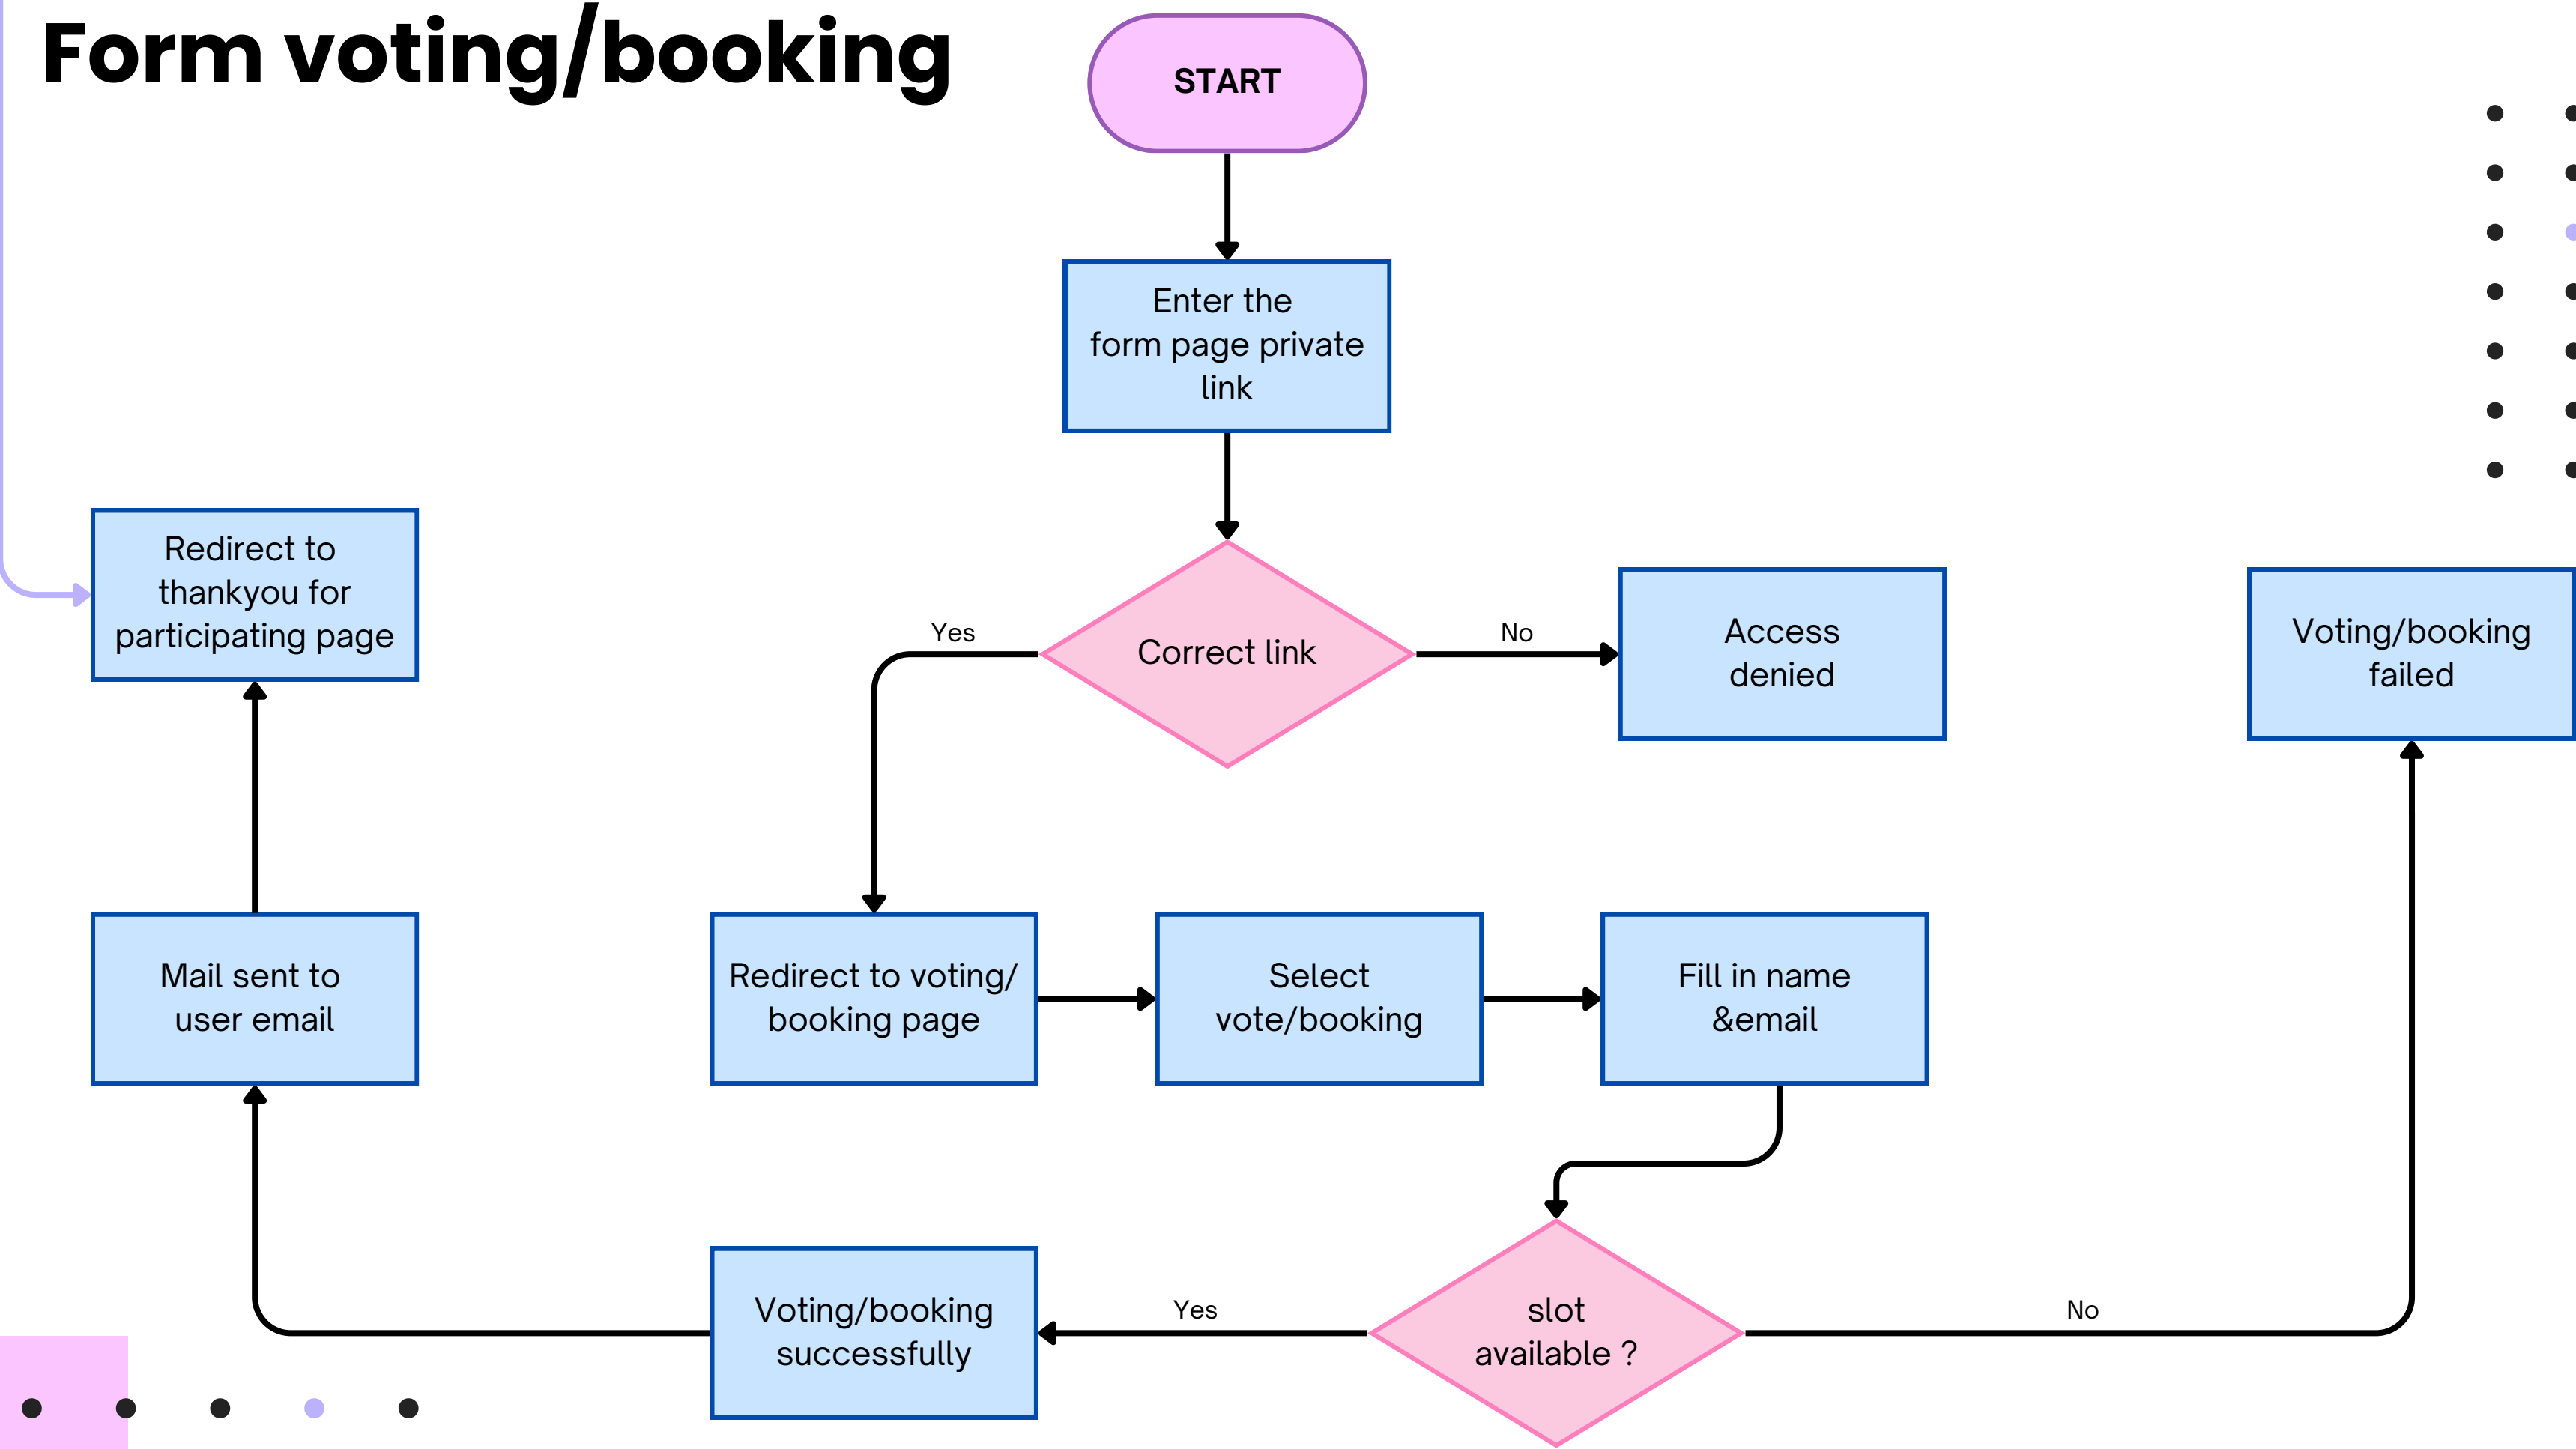 Form voting/booking
START
Enter the
form page private
link
Redirect to
thankyou for
participating page
Yes
Correct link
No
Access
denied
Voting/booking
failed
Mail sent to
user email
Redirect to voting/
booking page
Select
vote/booking
Fill in name
&email
Voting/booking
successfully
Yes
slot
available ?
No